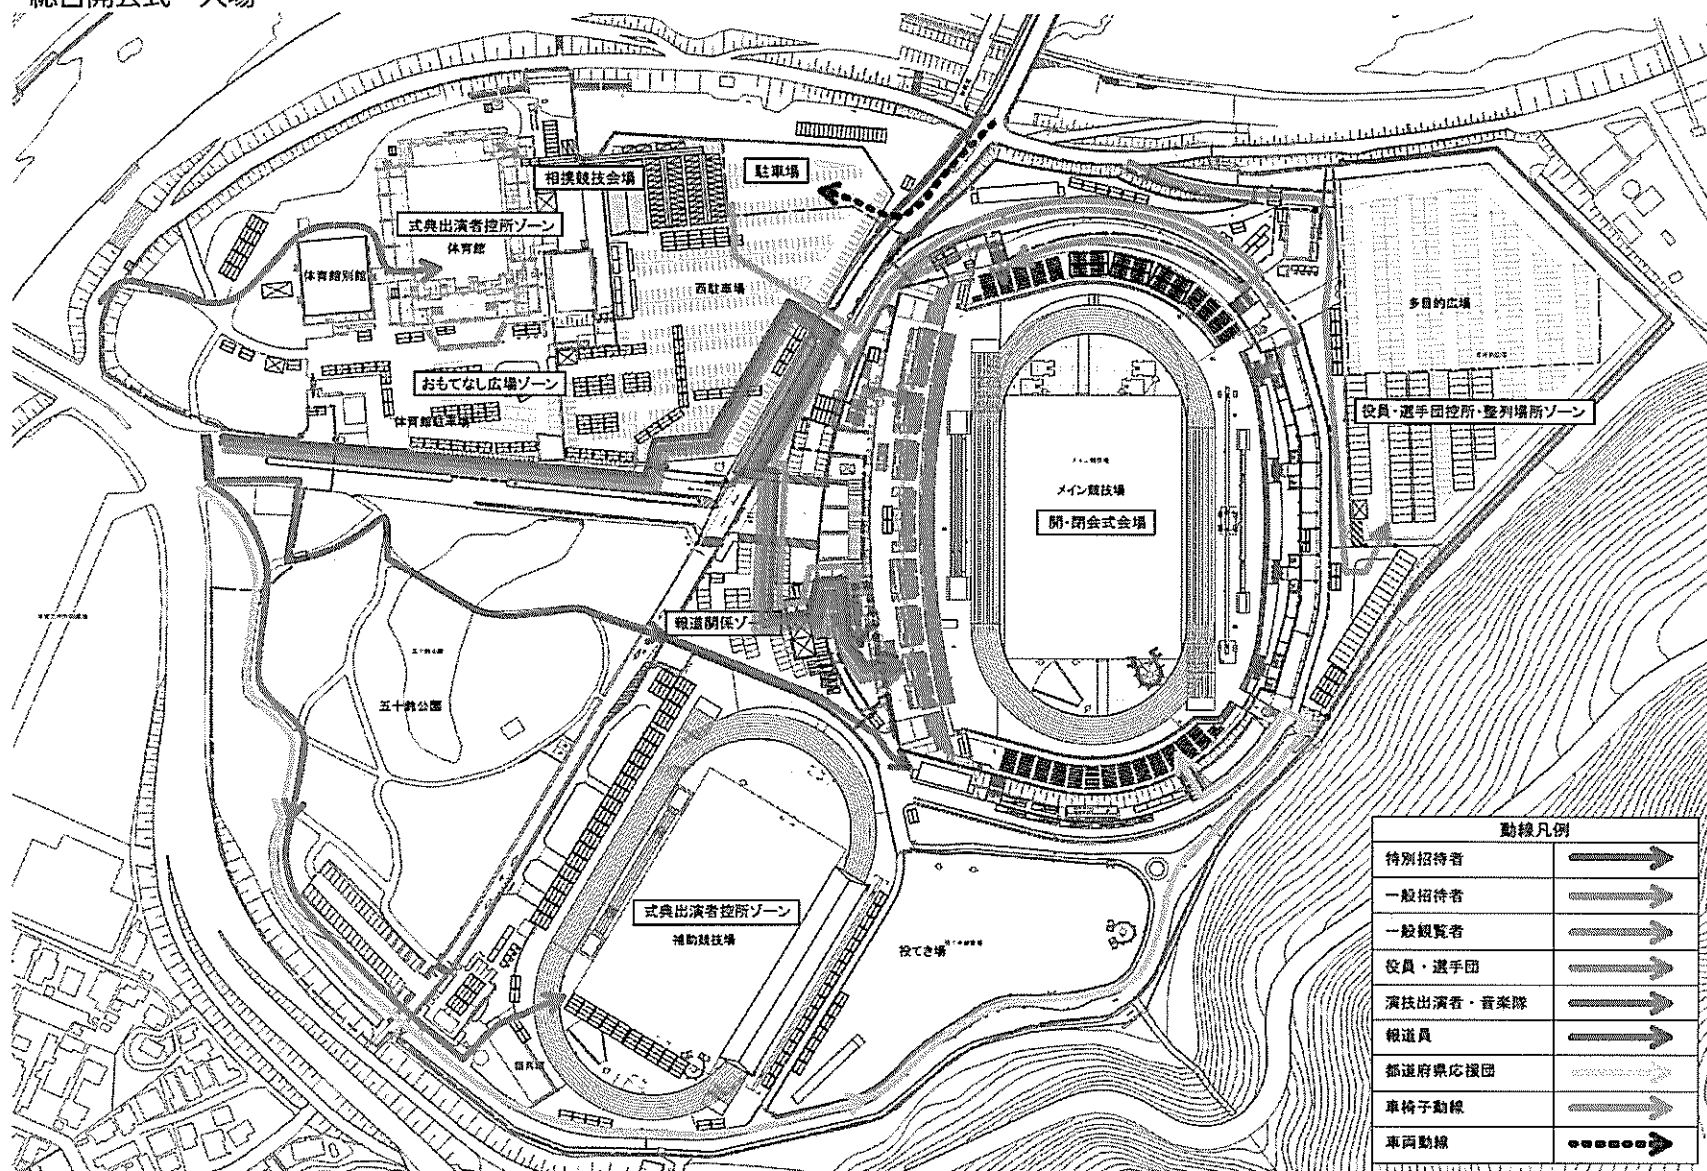 総合開会式 入場
相撲競技会場
駐車場
式典出演者控所ゾーン
体育館
体育館別館
西駐車場
多目的広場
おもてなし広場ゾーン
体育館駐車場
役員・選手団控所・整列場所ゾーン
メイン競技場
開・閉会式会場
報道関係ゾー
五十鈴公園
式典出演者控所ゾーン
補助競技場
投てき場
動線凡例
特別招待者
一般招待者
一般観覧者
役員・選手団
演技出演者・音楽隊
報道員
都道府県応援団
車椅子動線
車両動線